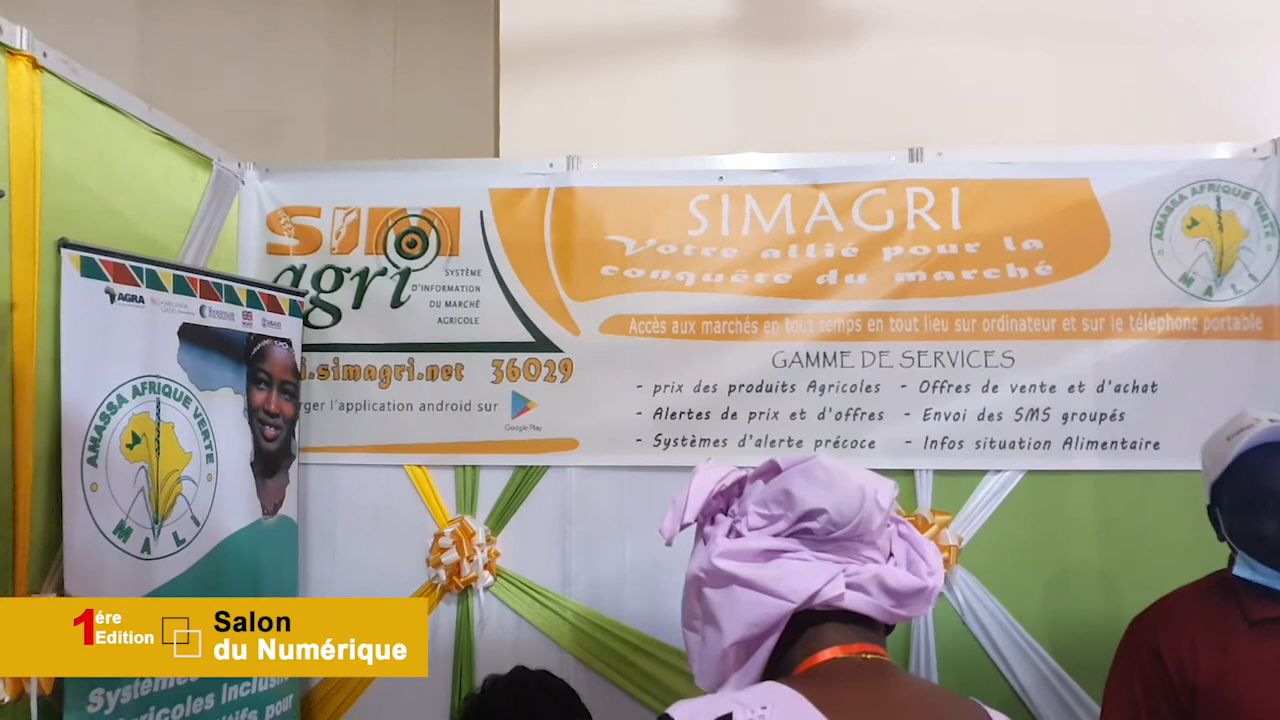 SIM
agri
SYSTÈME
D'INFORMATION
DU MARCHÉ
AGRICOLE
i.simagri.net 36029
rger l'application android sur
Google Play
SIMAGRI
Votre allié pour la
conquête du marché
Accès aux marchés en tout temps en tout lieu sur ordinateur et sur le téléphone portable
GAMME DE SERVICES
- prix des produits Agricoles - Offres de vente et d'achat
- Alertes de prix et d'offres - Envoi des SMS groupés
- Systèmes d'alerte précoce - Infos situation Alimentaire
AMASSA AFRIQUE VERTE
MALI
AGRA
USAID
AMASSA AFRIQUE VERTE
MALI
1ére
Edition
Salon
du Numérique